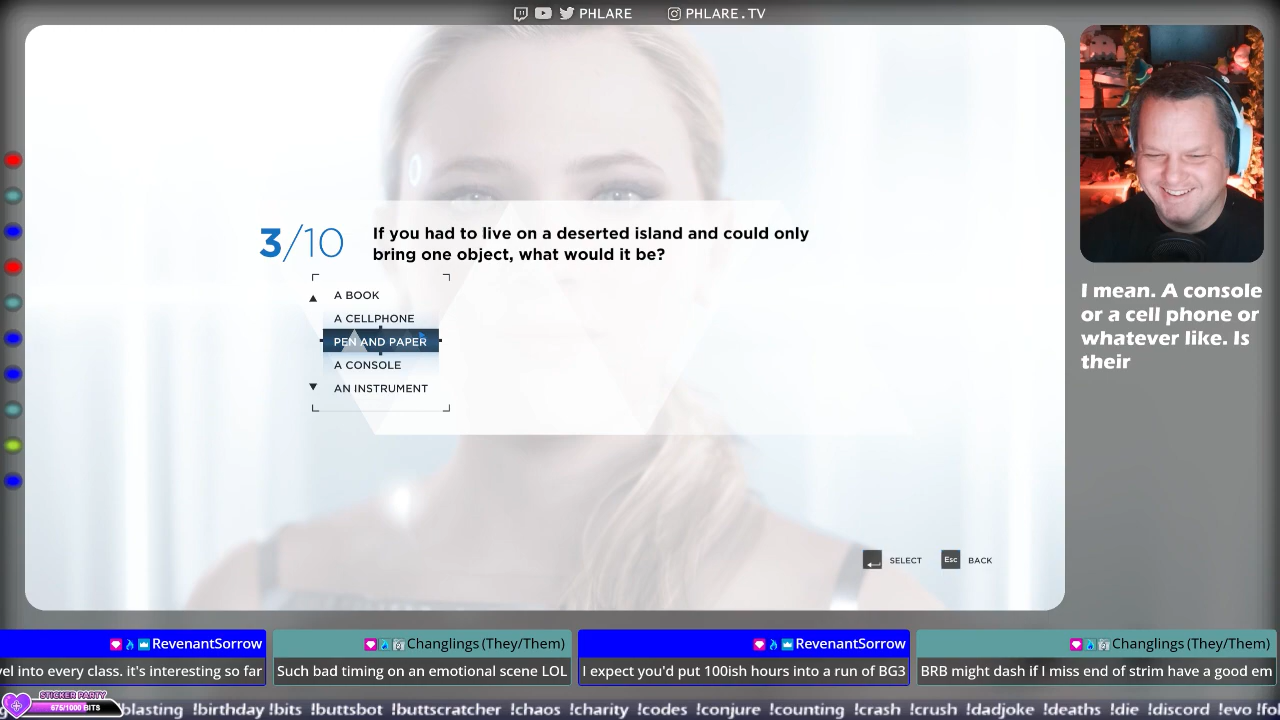 PHLARE PHLARE.TV
3/10 If you had to live on a deserted island and could only
bring one object, what would it be?
A BOOK
A CELLPHONE
PEN AND PAPER
A CONSOLE
AN INSTRUMENT
SELECT Esc BACK
I mean. A console
or a cell phone or
whatever like. Is
their
RevenantSorrow
vel into every class. it's interesting so far
Changlings (They/Them)
Such bad timing on an emotional scene LOL
RevenantSorrow
I expect you'd put 100ish hours into a run of BG3
Changlings (They/Them)
BRB might dash if I miss end of strim have a good em
STICKER PARTY
675/1000 BITS
blasting !birthday !bits !buttsbot !buttscratcher !chaos !charity !codes !conjure !counting !crash !crush !dadjoke !deaths !die !discord !evo !fo